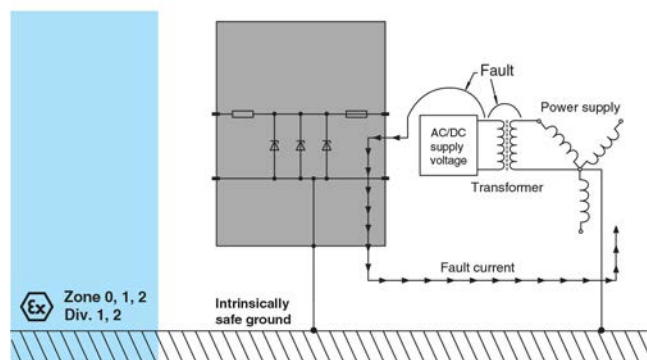 Fault
Power supply
AC/DC
supply
voltage
Transformer
Fault current
Ex
Zone 0, 1, 2
Div. 1, 2
Intrinsically
safe ground